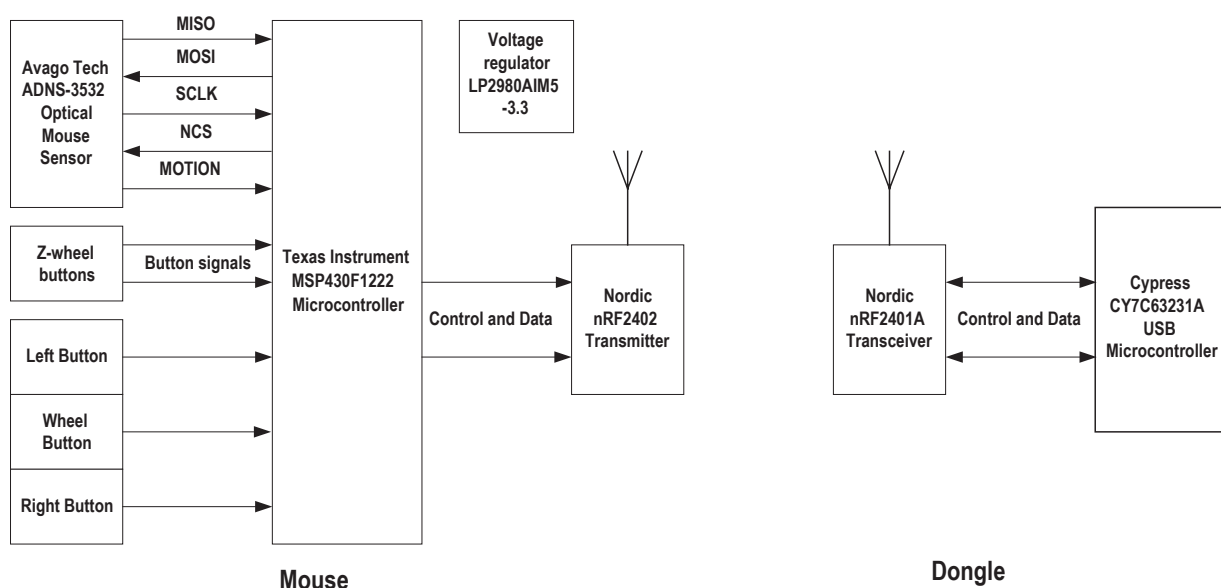 Avago Tech
ADNS-3532
Optical
Mouse
Sensor
MISO
MOSI
SCLK
NCS
MOTION
Z-wheel
buttons
Button signals
Left Button
Wheel
Button
Right Button
Texas Instrument
MSP430F1222
Microcontroller
Voltage
regulator
LP2980AIM5
-3.3
Control and Data
Nordic
nRF2402
Transmitter
Mouse
Nordic
nRF2401A
Transceiver
Control and Data
Cypress
CY7C63231A
USB
Microcontroller
Dongle